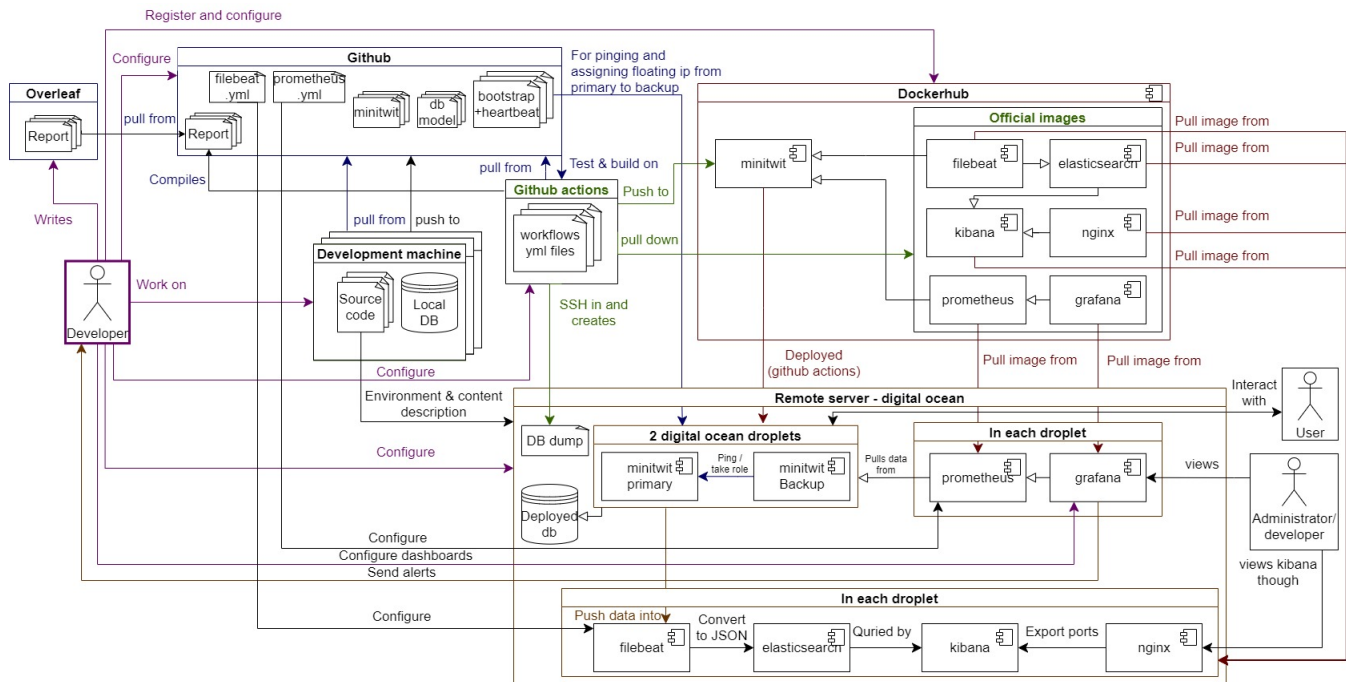 Register and configure
Configure
Github
filebeat
.yml
prometheus
.yml
minitwit
db
model
bootstrap
+heartbeat
Report
For pinging and
assigning floating ip from
primary to backup
Overleaf
Report
pull from
Compiles
Writes
pull from
push to
pull from
Test & build on
Github actions
workflows
yml files
Push to
pull down
SSH in and
creates
Dockerhub
minitwit
Official images
filebeat
elasticsearch
kibana
nginx
prometheus
grafana
Pull image from
Pull image from
Pull image from
Pull image from
Developer
Work on
Development machine
Source
code
Local
DB
Configure
Environment & content
description
Configure
Deployed
(github actions)
Pull image from
Pull image from
Remote server - digital ocean
Interact
with
User
DB dump
2 digital ocean droplets
minitwit
primary
Ping /
take role
minitwit
Backup
Deployed
db
Pulls data
from
In each droplet
prometheus
grafana
views
Administrator/
developer
views kibana
though
Configure
Configure dashboards
Send alerts
Configure
In each droplet
Push data into
filebeat
Convert
to JSON
elasticsearch
Quried by
kibana
Export ports
nginx